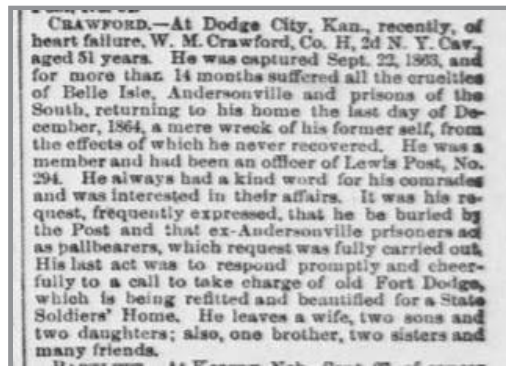 CRAWFORD.—At Dodge City, Kan., recently, of
heart failure, W. M. Crawford, Co. H, 2d N. Y. Cav.,
aged 51 years. He was captured Sept. 22, 1863, and
for more than 14 months suffered all the cruelties
of Belle Isle, Andersonville and prisons of the
South, returning to his home the last day of De-
cember, 1864, a mere wreck of his former self, from
the effects of which he never recovered. He was a
member and had been an officer of Lewis Post, No.
294. He always had a kind word for his comrades
and was interested in their affairs. It was his re-
quest, frequently expressed, that he be buried by
the Post and that ex-Andersonville prisoners act
as pallbearers, which request was fully carried out.
His last act was to respond promptly and cheer-
fully to a call to take charge of old Fort Dodge,
which is being refitted and beautified for a State
Soldiers' Home. He leaves a wife, two sons and
two daughters; also, one brother, two sisters and
many friends.